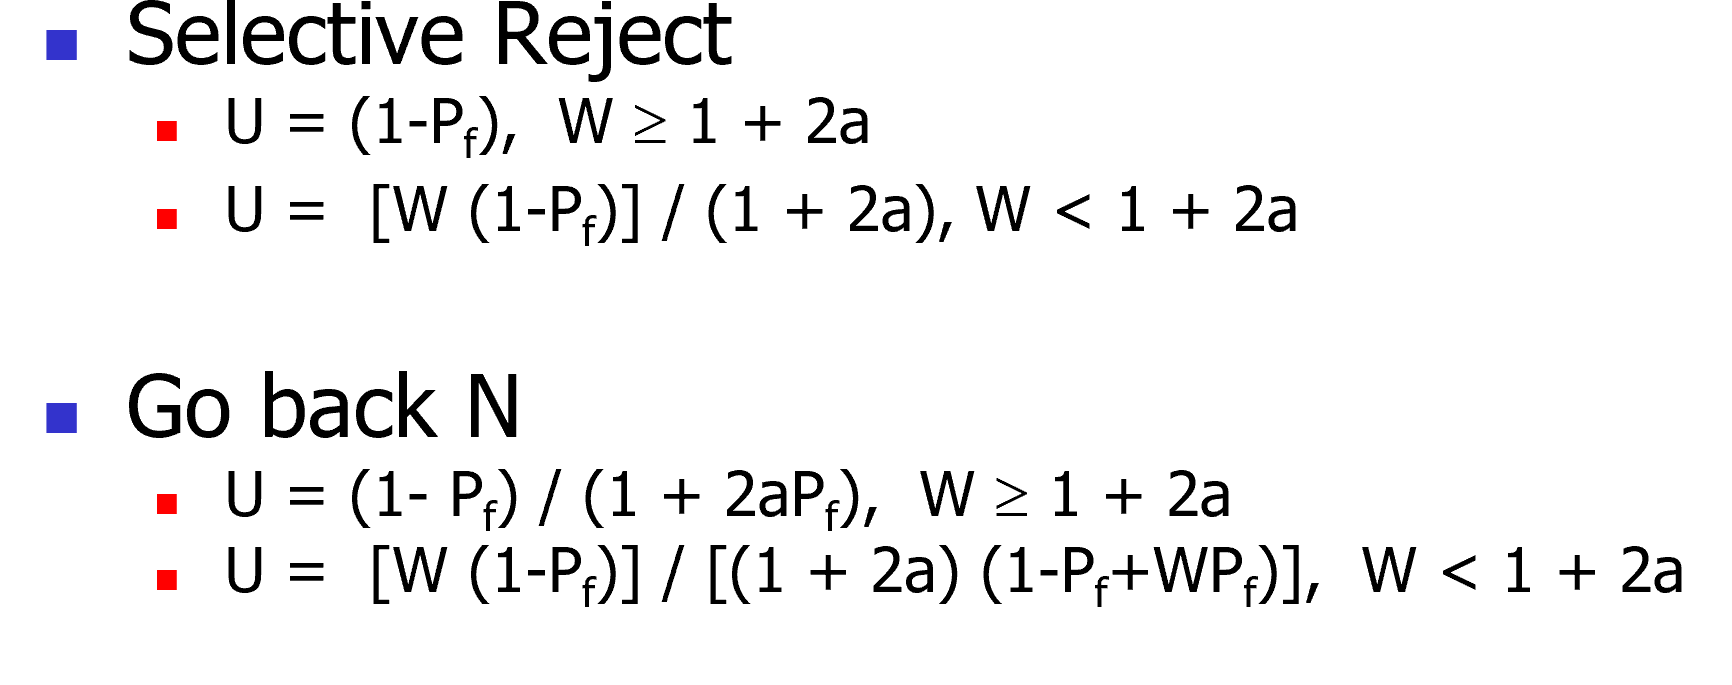 Selective Reject
U = (1-Pf), W ≥ 1 + 2a
U = [W (1-Pf)] / (1 + 2a), W < 1 + 2a
Go back N
U = (1- Pf) / (1 + 2aPf), W ≥ 1 + 2a
U = [W (1-Pf)] / [(1 + 2a) (1-Pf+WPf)], W < 1 + 2a